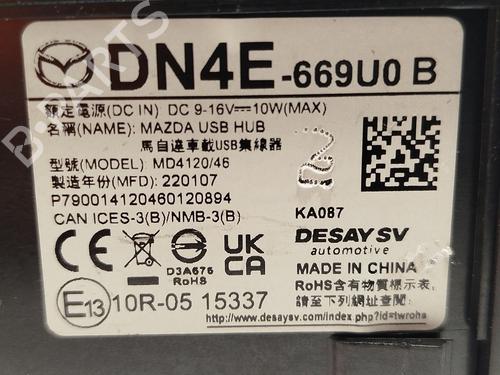 DN4E-669U0 B
額定電源(DC IN) DC 9-16V⎓10W(MAX)
名稱(NAME): MAZDA USB HUB
馬自達車載USB集線器
型號(MODEL): MD4120/46
製造年份(MFD): 220107
P790014120460120894
CAN ICES-3(B)/NMB-3(B)
2
KA087
CE
D3A676
RoHS
UK
CA
DESAY SV
automotive
MADE IN CHINA
RoHS含有物質標示表,
請至下列網址查閱:
E13 10R-05 15337
http://www.desaysv.com/index.php?id=twrohs
B-PARTS